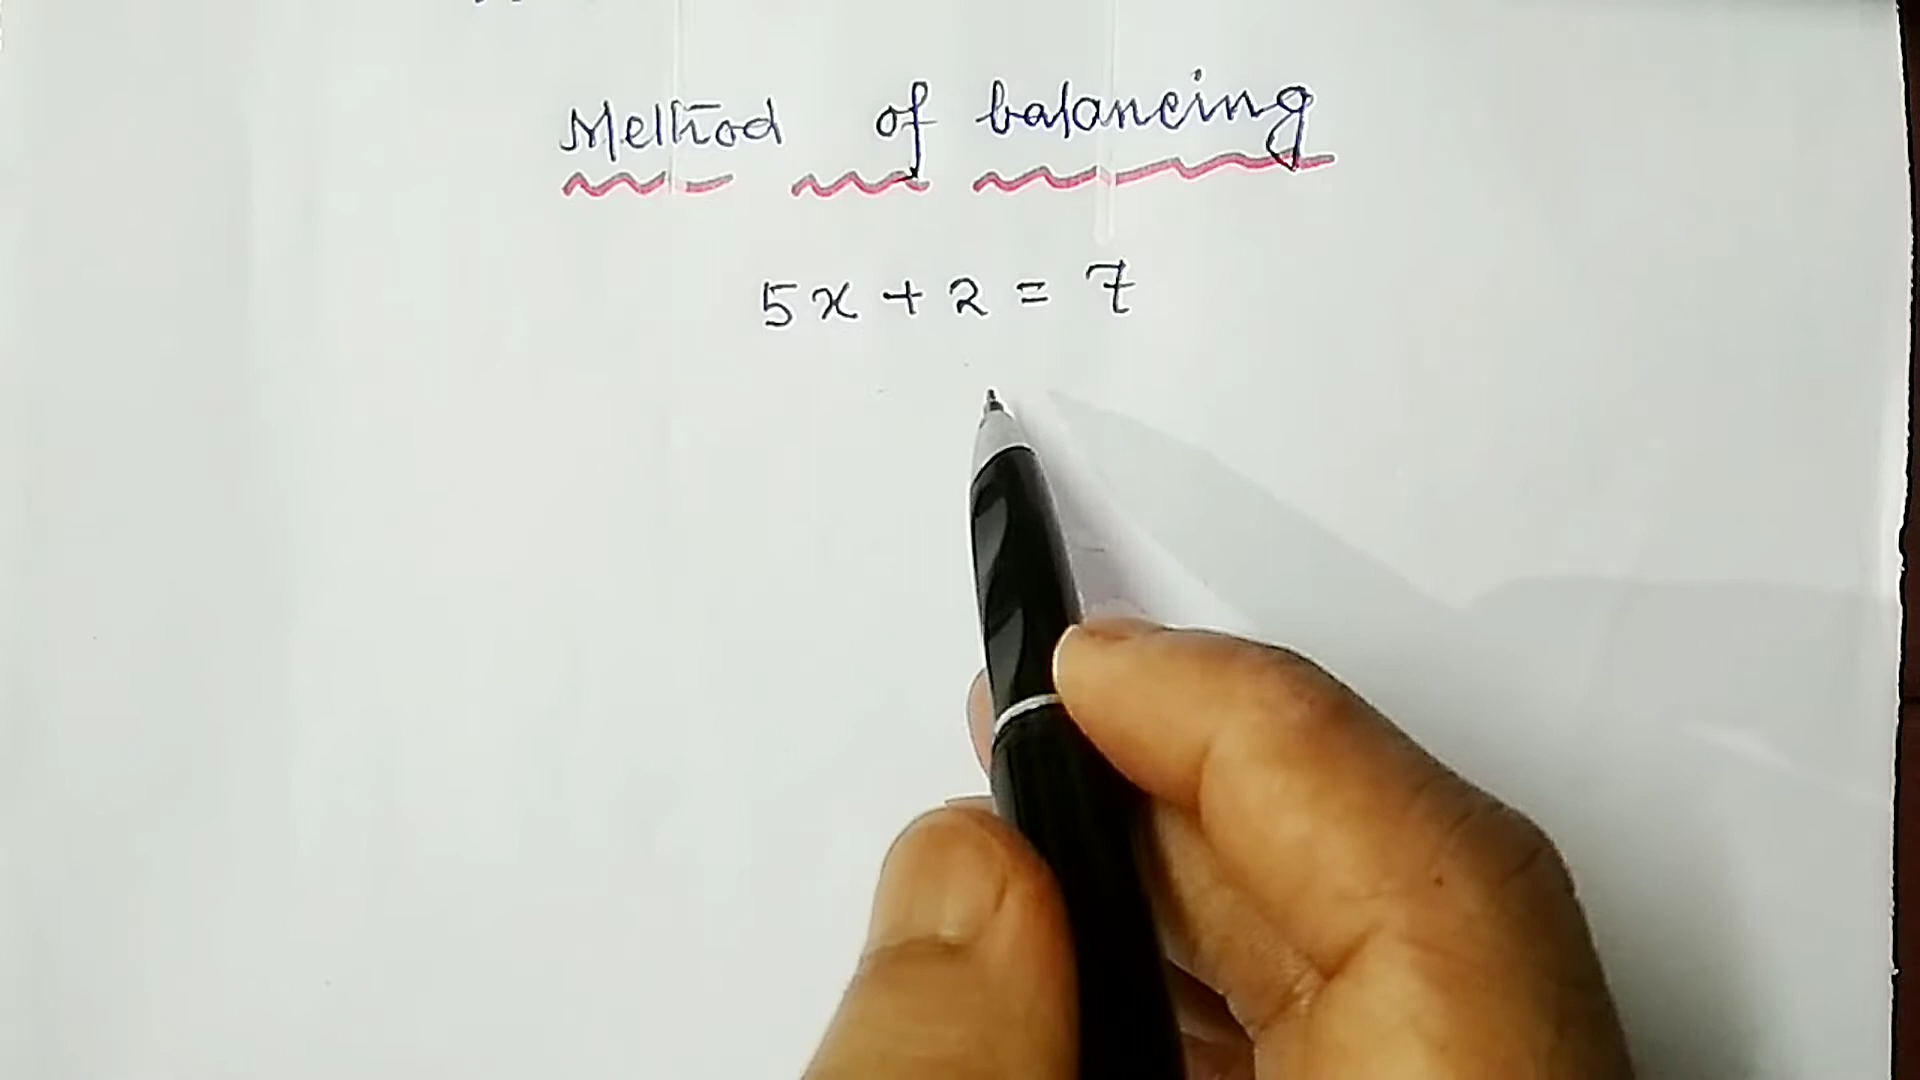 Method of balancing
5x + 2 = 7